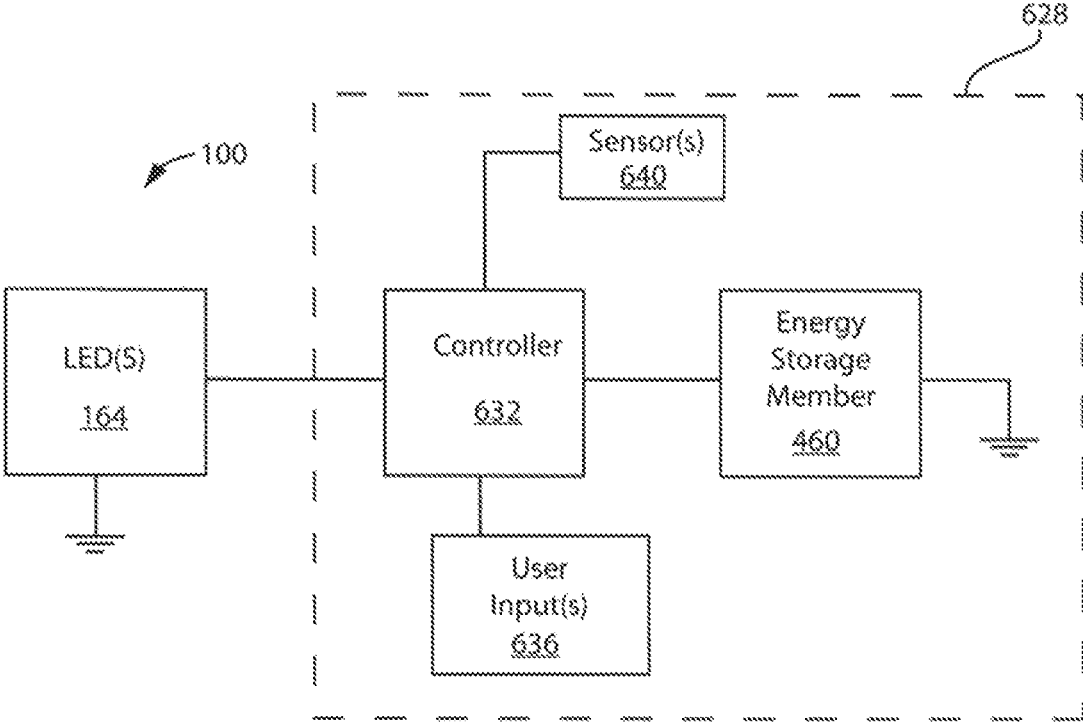 628
100
Sensor(s)
640
LED(S)
164
Controller
632
Energy
Storage
Member
460
User
Input(s)
636